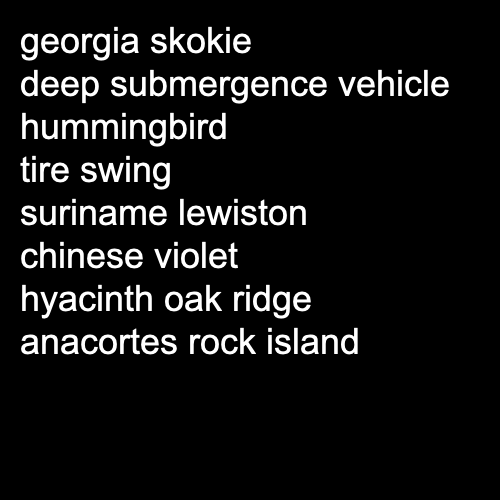 georgia skokie
deep submergence vehicle
hummingbird
tire swing
suriname lewiston
chinese violet
hyacinth oak ridge
anacortes rock island